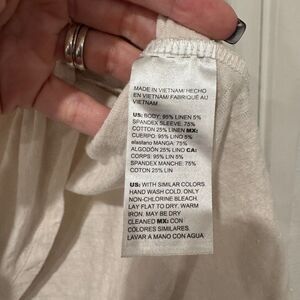 MADE IN VIETNAM/ HECHO
EN VIETNAM/ FABRIQUÉ AU
VIETNAM
US: BODY: 95% LINEN 5%
SPANDEX SLEEVE: 75%
COTTON 25% LINEN MX:
CUERPO: 95% LINO 5%
elastano MANGA: 75%
ALGODÓN 25% LINO CA:
CORPS: 95% LIN 5%
SPANDEX MANCHE: 75%
COTON 25% LIN
US: WITH SIMILAR COLORS.
HAND WASH COLD. ONLY
NON-CHLORINE BLEACH.
LAY FLAT TO DRY. WARM
IRON. MAY BE DRY
CLEANED MX: CON
COLORES SIMILARES.
LAVAR A MANO CON AGUA